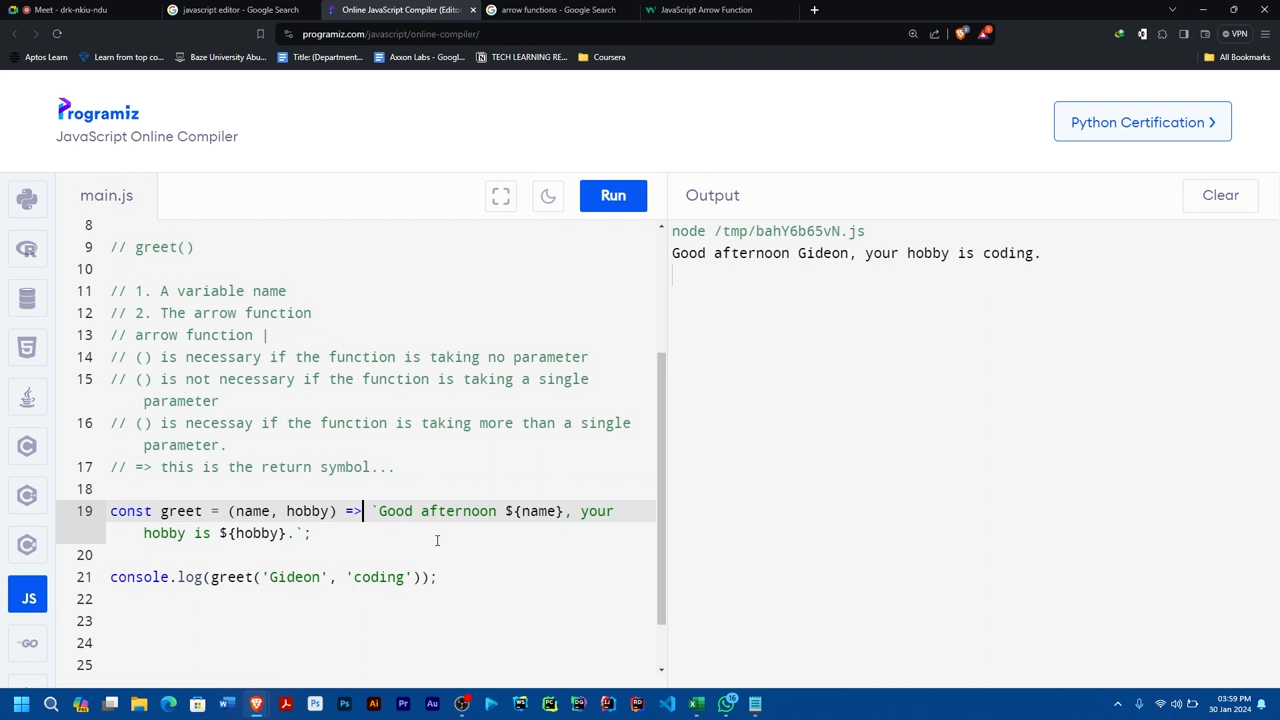 Meet - drk-nkiu-ndu
javascript editor - Google Search
Online JavaScript Compiler (Editor
arrow functions - Google Search
JavaScript Arrow Function
programiz.com/javascript/online-compiler/
VPN
Aptos Learn
Learn from top co...
Baze University Abu...
Title: (Department...
Axxon Labs - Googl...
TECH LEARNING RE...
Coursera
All Bookmarks
Programiz
JavaScript Online Compiler
Python Certification >
main.js
Run
Output
Clear
8
9 // greet()
10
11 // 1. A variable name
12 // 2. The arrow function
13 // arrow function |
14 // () is necessary if the function is taking no parameter
15 // () is not necessary if the function is taking a single
parameter
16 // () is necessay if the function is taking more than a single
parameter.
17 // => this is the return symbol...
18
19 const greet = (name, hobby) => `Good afternoon ${name}, your
hobby is ${hobby}.`;
20
21 console.log(greet('Gideon', 'coding'));
22
23
24
25
node /tmp/bahY6b65vN.js
Good afternoon Gideon, your hobby is coding.
JS
GO
16
03:59 PM
30 Jan 2024